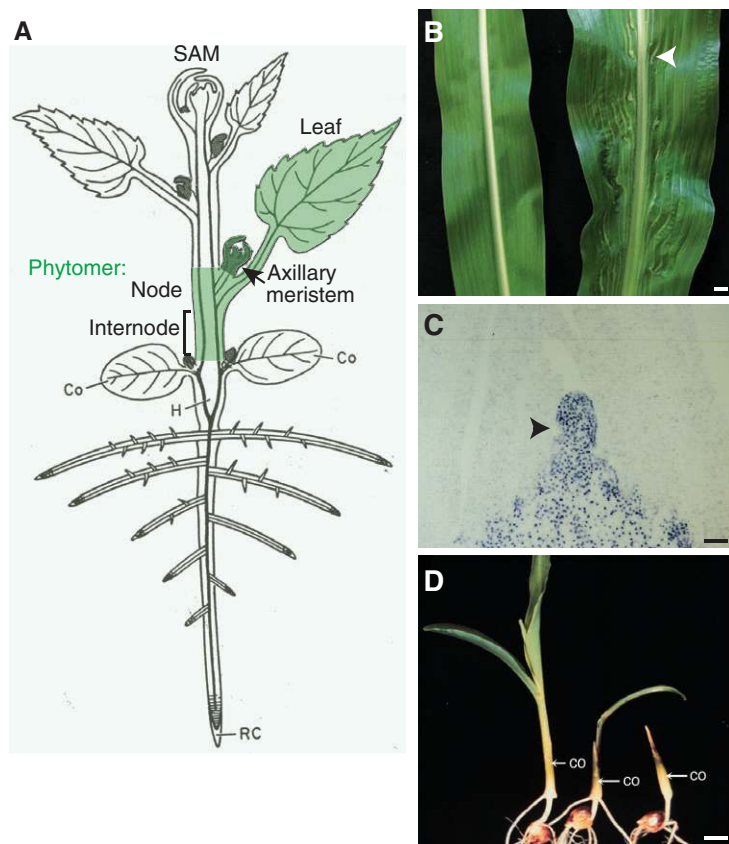 A
SAM
Leaf
Phytomer:
Node
Axillary
meristem
Internode
Co
Co
H
RC
B
C
D
co
co
co